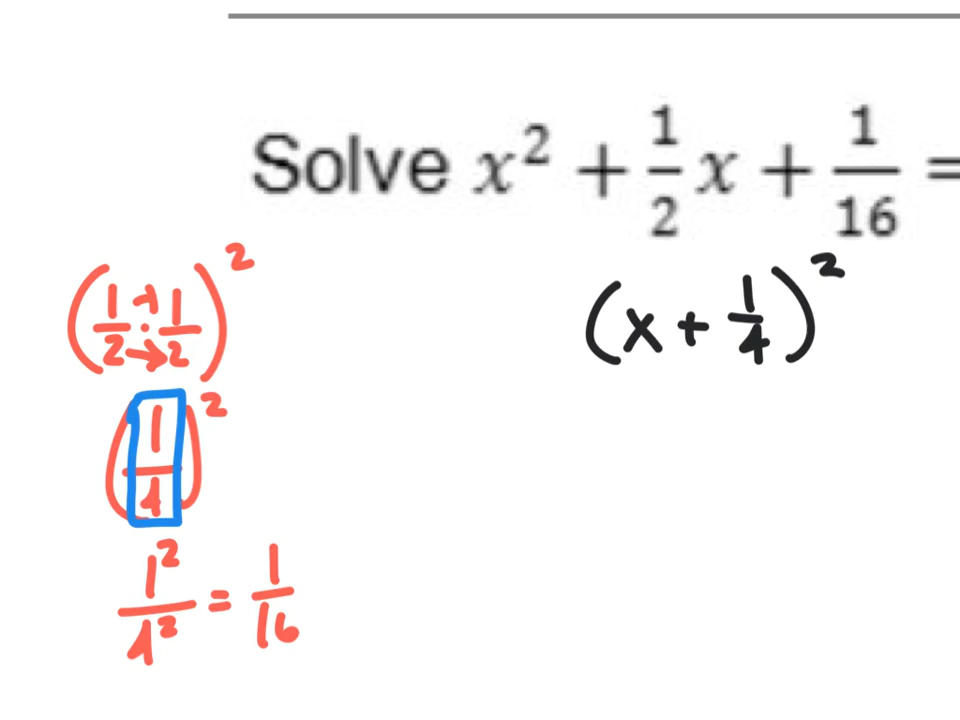 Solve x² + 1/2 x + 1/16 =
(1/2 ÷ 1/2)²
(x + 1/4)²
(1/4)²
1²/4² = 1/16